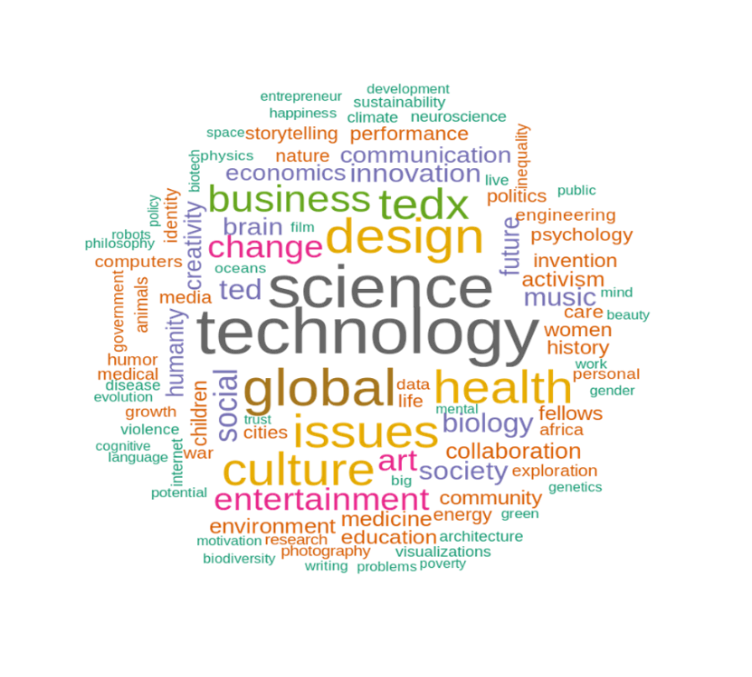 development
entrepreneur
sustainability
happiness climate neuroscience
space storytelling performance
inequality
physics nature communication
biotech
economics innovation live
business tedx politics public
policy
identity
creativity
brain film design future engineering
robots
philosophy
change psychology
computers oceans invention
government
animals
media ted science activism
music mind
technology care beauty
humanity
women
humor history
medical work
personal
disease global data health gender
evolution life
children
social
growth trust mental fellows
violence cities issues biology africa
cognitive
language
internet
war culture art collaboration
society exploration
potential big genetics
entertainment community
environment medicine energy green
motivation research education architecture
biodiversity photography visualizations
writing problems poverty